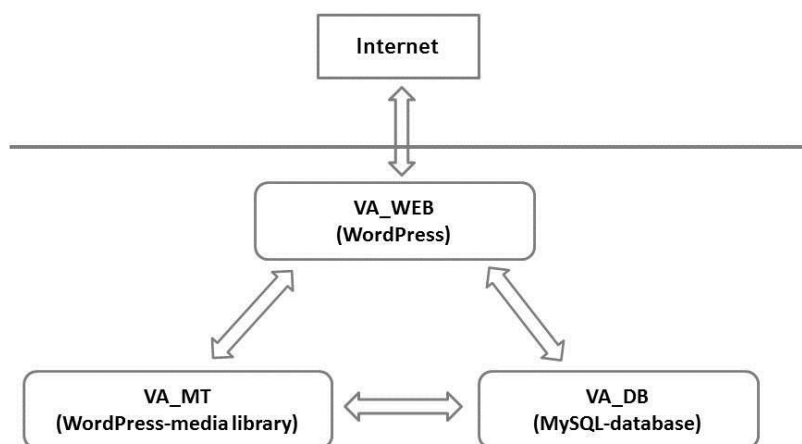 Internet
VA_WEB
(WordPress)
VA_MT
(WordPress-media library)
VA_DB
(MySQL-database)